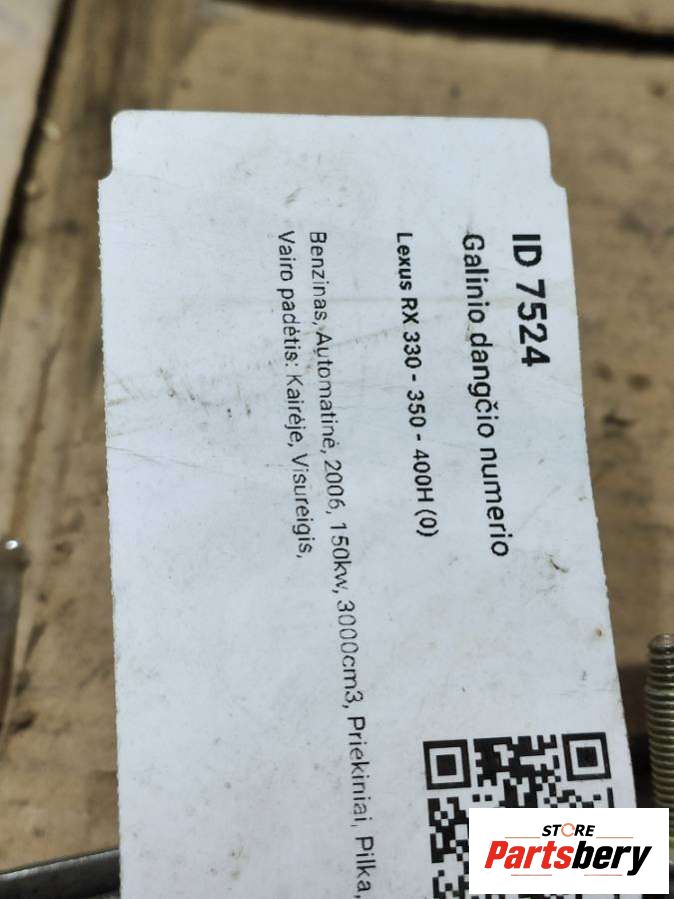 ID 7524
Galinio dangčio numerio
Lexus RX 330 - 350 - 400H (0)
Benzinas, Automatinė, 2006, 150kw, 3000cm3, Priekiniai, Pilka,
Vairo padėtis: Kairėje, Visureigis,
STORE
Partsbery